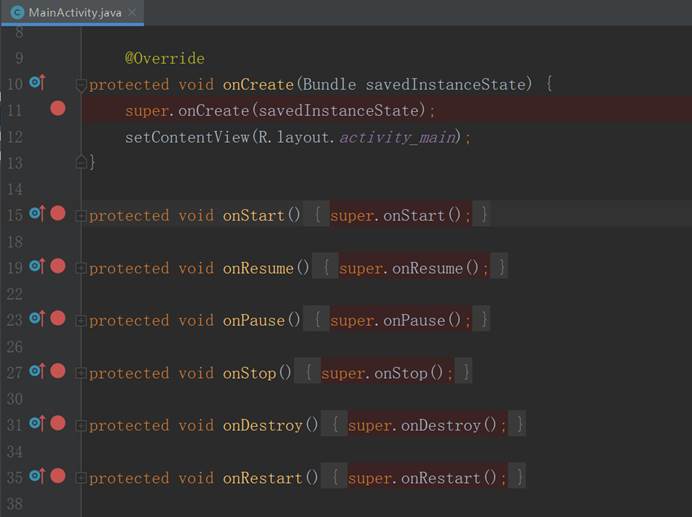 MainActivity.java
8
9 @Override
10 protected void onCreate(Bundle savedInstanceState) {
11 super.onCreate(savedInstanceState);
12 setContentView(R.layout.activity_main);
13 }
14
15 protected void onStart() { super.onStart(); }
18
19 protected void onResume() { super.onResume(); }
22
23 protected void onPause() { super.onPause(); }
26
27 protected void onStop() { super.onStop(); }
30
31 protected void onDestroy() { super.onDestroy(); }
34
35 protected void onRestart() { super.onRestart(); }
38